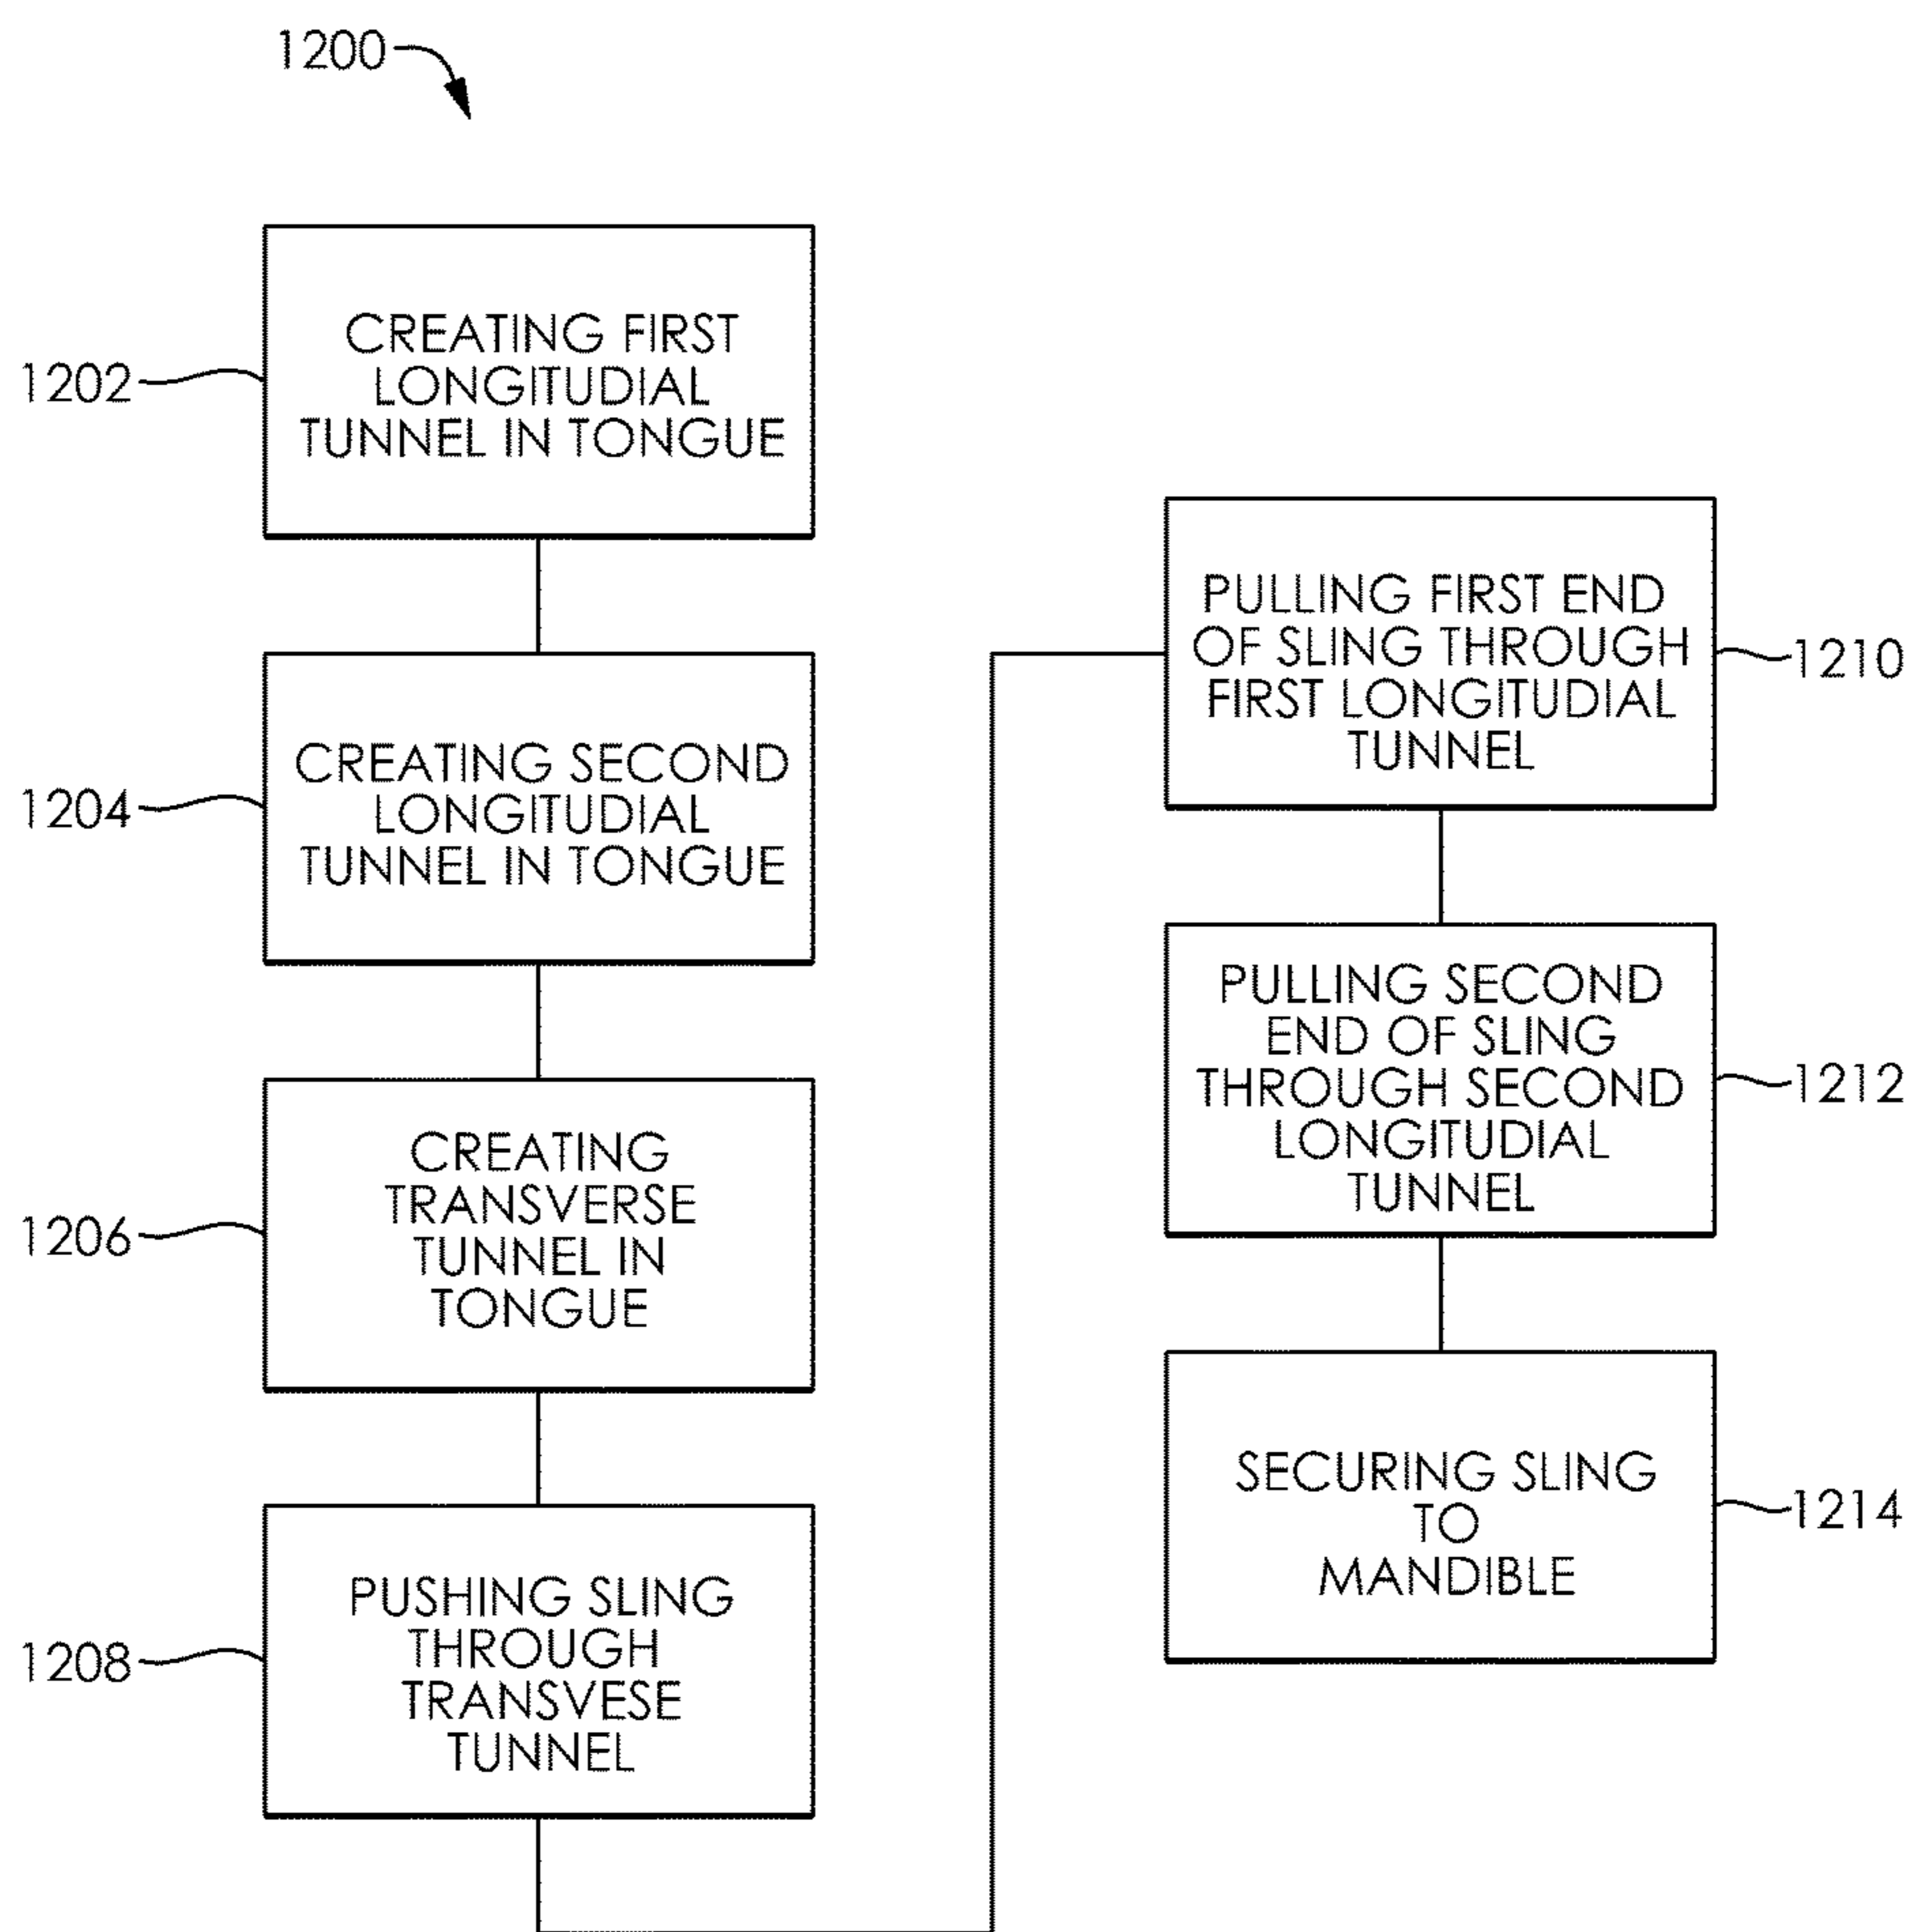 1200
1202
CREATING FIRST
LONGITUDIAL
TUNNEL IN TONGUE
1204
CREATING SECOND
LONGITUDIAL
TUNNEL IN TONGUE
1206
CREATING
TRANSVERSE
TUNNEL IN
TONGUE
1208
PUSHING SLING
THROUGH
TRANSVESE
TUNNEL
PULLING FIRST END
OF SLING THROUGH
FIRST LONGITUDIAL
TUNNEL
1210
PULLING SECOND
END OF SLING
THROUGH SECOND
LONGITUDIAL
TUNNEL
1212
SECURING SLING
TO
MANDIBLE
1214